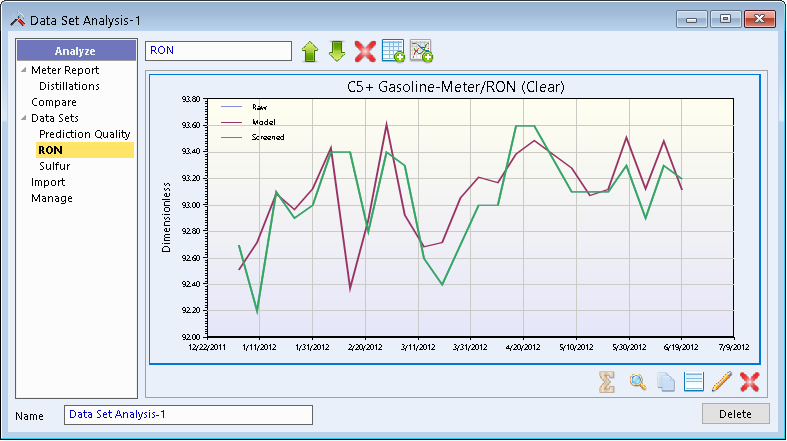 Data Set Analysis-1
Analyze
Meter Report
Distillations
Compare
Data Sets
Prediction Quality
RON
Sulfur
Import
Manage
RON
C5+ Gasoline-Meter/RON (Clear)
Raw
Model
Screened
Dimensionless
93.80
93.60
93.40
93.20
93.00
92.80
92.60
92.40
92.20
92.00
12/22/2011 1/11/2012 1/31/2012 2/20/2012 3/11/2012 3/31/2012 4/20/2012 5/10/2012 5/30/2012 6/19/2012 7/9/2012
Name Data Set Analysis-1 Delete